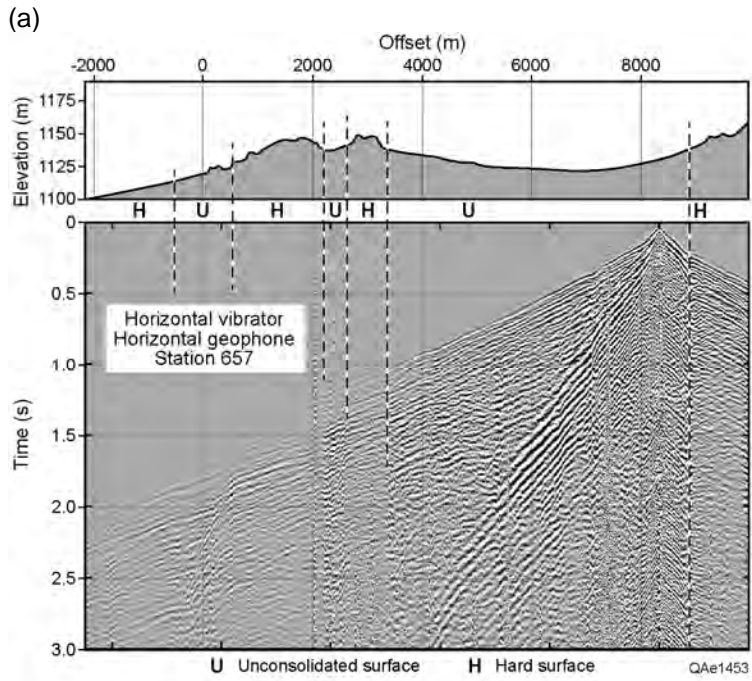 (a)
Offset (m)
-2000 0 2000 4000 6000 8000
Elevation (m)
1175
1150
1125
1100
H U H U H U H
Time (s)
0
0.5
1.0
1.5
2.0
2.5
3.0
Horizontal vibrator
Horizontal geophone
Station 657
U Unconsolidated surface H Hard surface QAe1453